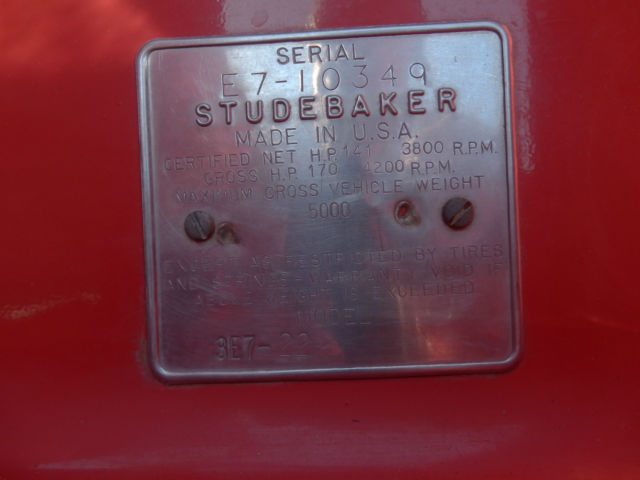 SERIAL
E7-10349
STUDEBAKER
MADE IN U.S.A.
CERTIFIED NET H.P. 141 3800 R.P.M.
GROSS H.P. 170 4200 R.P.M.
MAXIMUM GROSS VEHICLE WEIGHT
5000
EXCEPT AS RESTRICTED BY TIRES
AND WARRANTY VOID IF
ABOVE WEIGHT IS EXCEEDED
MODEL
3E7-22